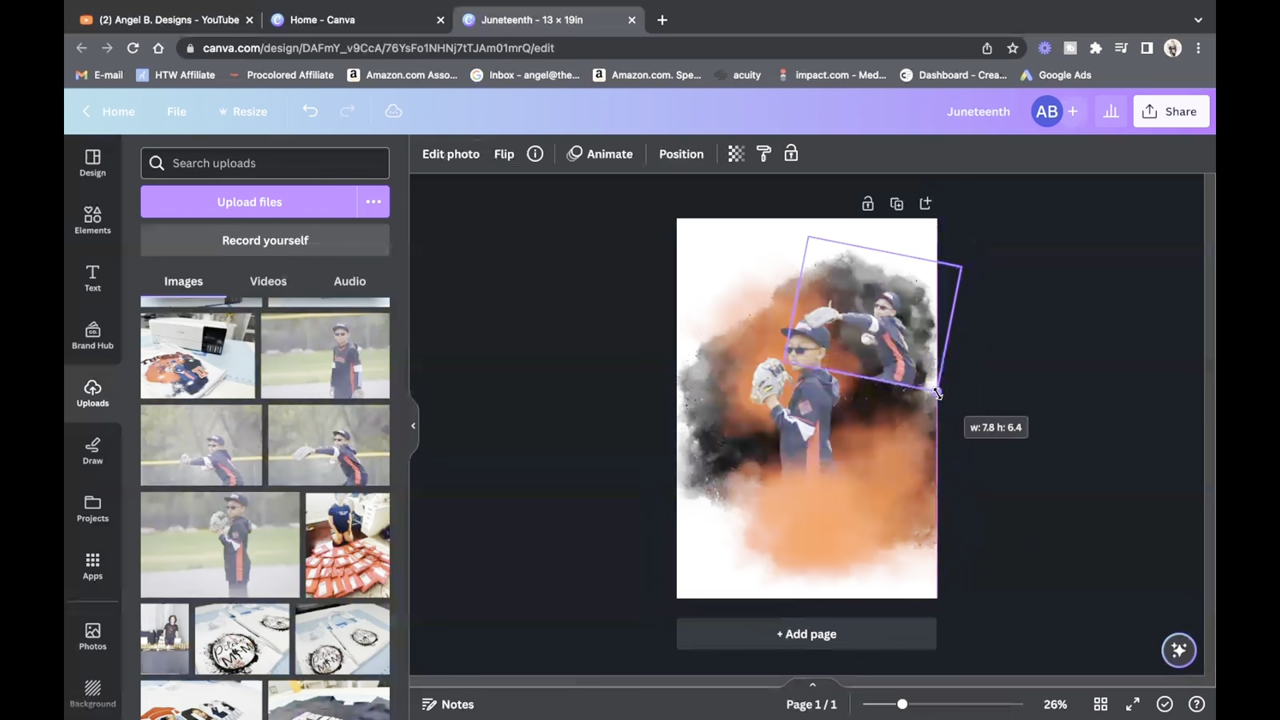 (2) Angel B. Designs - YouTube
Home - Canva
Juneteenth - 13 × 19in
canva.com/design/DAFmY_v9CcA/76YsFo1NHNj7tTJAm01mrQ/edit
E-mail
HTW Affiliate
Procolored Affiliate
Amazon.com Asso...
Inbox - angel@the...
Amazon.com. Spe...
acuity
impact.com - Med...
Dashboard - Crea...
Google Ads
Home
File
Resize
Juneteenth
AB
Share
Design
Elements
Text
Brand Hub
Uploads
Draw
Projects
Apps
Photos
Background
Search uploads
Upload files
Record yourself
Images
Videos
Audio
Edit photo
Flip
Animate
Position
w: 7.8 h: 6.4
+ Add page
Notes
Page 1 / 1
26%